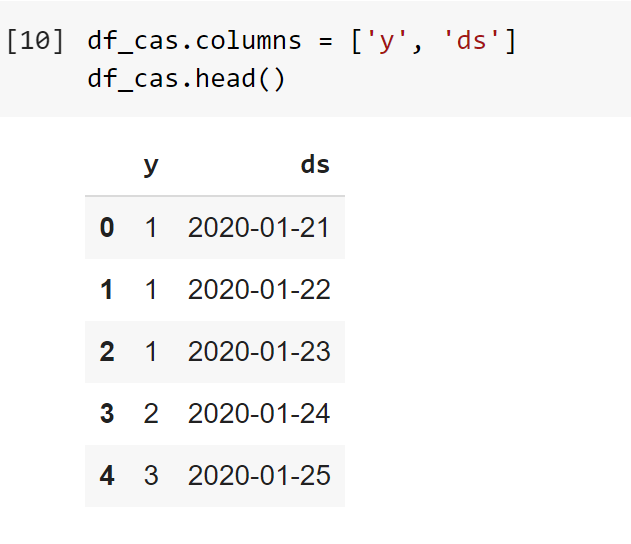 [10] df_cas.columns = ['y', 'ds']
df_cas.head()
y ds
0 1 2020-01-21
1 1 2020-01-22
2 1 2020-01-23
3 2 2020-01-24
4 3 2020-01-25